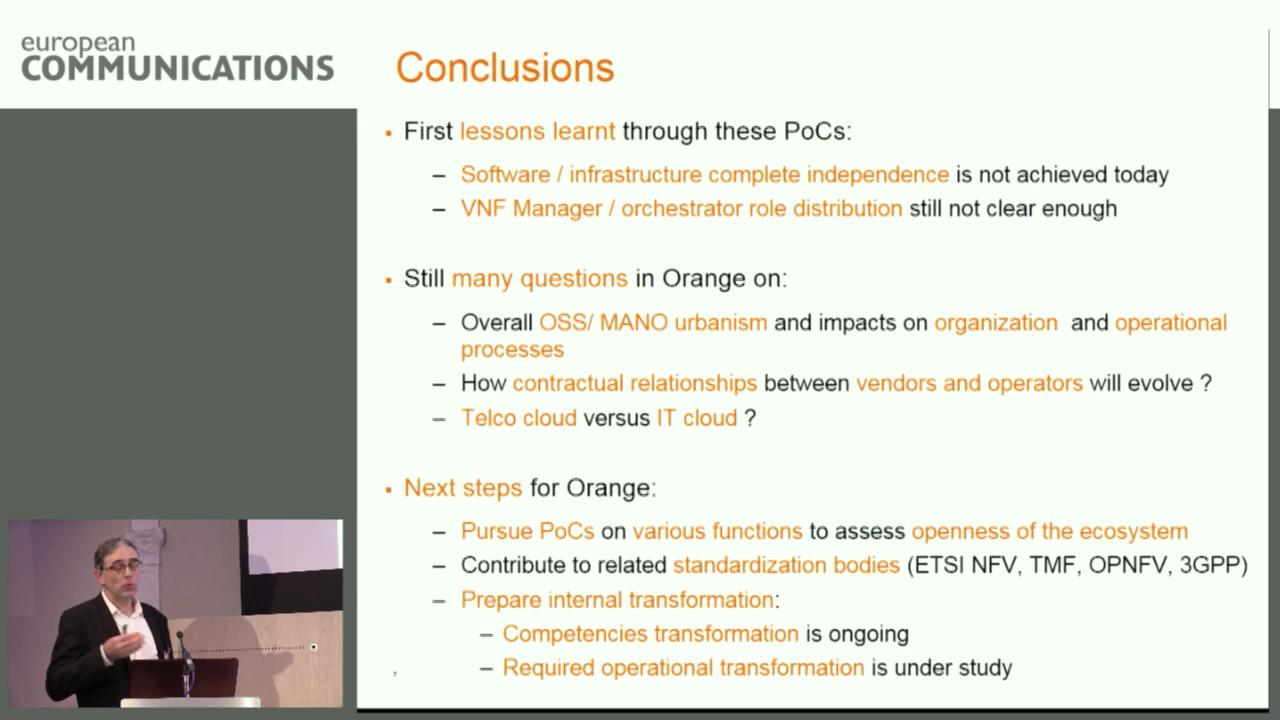 european
COMMUNICATIONS
Conclusions
▪ First lessons learnt through these PoCs:
– Software / infrastructure complete independence is not achieved today
– VNF Manager / orchestrator role distribution still not clear enough
▪ Still many questions in Orange on:
– Overall OSS/ MANO urbanism and impacts on organization and operational
processes
– How contractual relationships between vendors and operators will evolve ?
– Telco cloud versus IT cloud ?
▪ Next steps for Orange:
– Pursue PoCs on various functions to assess openness of the ecosystem
– Contribute to related standardization bodies (ETSI NFV, TMF, OPNFV, 3GPP)
– Prepare internal transformation:
– Competencies transformation is ongoing
– Required operational transformation is under study